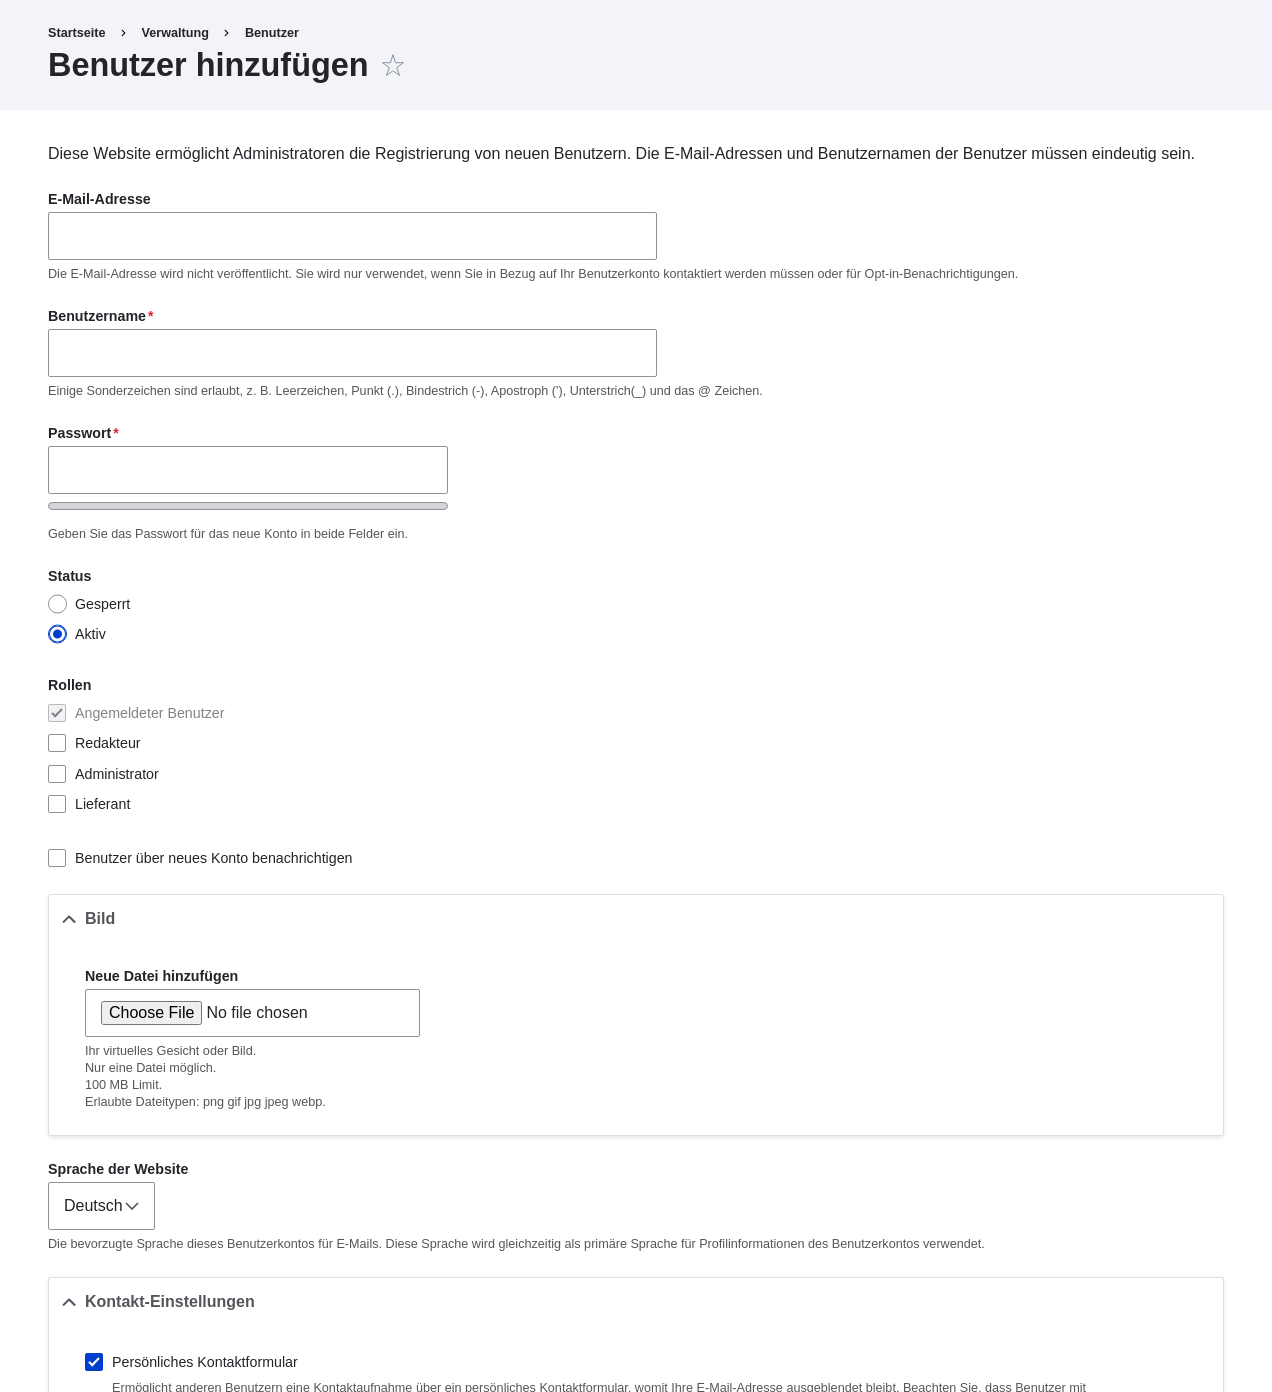 Startseite › Verwaltung › Benutzer
Benutzer hinzufügen
Diese Website ermöglicht Administratoren die Registrierung von neuen Benutzern. Die E-Mail-Adressen und Benutzernamen der Benutzer müssen eindeutig sein.
E-Mail-Adresse
Die E-Mail-Adresse wird nicht veröffentlicht. Sie wird nur verwendet, wenn Sie in Bezug auf Ihr Benutzerkonto kontaktiert werden müssen oder für Opt-in-Benachrichtigungen.
Benutzername*
Einige Sonderzeichen sind erlaubt, z. B. Leerzeichen, Punkt (.), Bindestrich (-), Apostroph ('), Unterstrich(_) und das @ Zeichen.
Passwort*
Geben Sie das Passwort für das neue Konto in beide Felder ein.
Status
Gesperrt
Aktiv
Rollen
Angemeldeter Benutzer
Redakteur
Administrator
Lieferant
Benutzer über neues Konto benachrichtigen
Bild
Neue Datei hinzufügen
Choose File No file chosen
Ihr virtuelles Gesicht oder Bild.
Nur eine Datei möglich.
100 MB Limit.
Erlaubte Dateitypen: png gif jpg jpeg webp.
Sprache der Website
Deutsch
Die bevorzugte Sprache dieses Benutzerkontos für E-Mails. Diese Sprache wird gleichzeitig als primäre Sprache für Profilinformationen des Benutzerkontos verwendet.
Kontakt-Einstellungen
Persönliches Kontaktformular
Ermöglicht anderen Benutzern eine Kontaktaufnahme über ein persönliches Kontaktformular, womit Ihre E-Mail-Adresse ausgeblendet bleibt. Beachten Sie, dass Benutzer mit